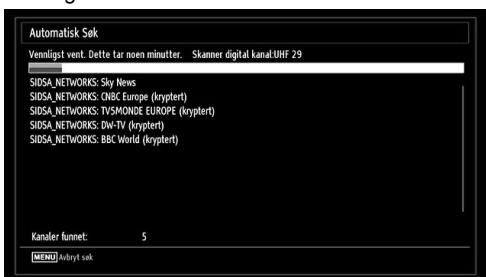 Automatisk Søk
Vennligst vent. Dette tar noen minutter. Skanner digital kanal:UHF 29
SIDSA_NETWORKS: Sky News
SIDSA_NETWORKS: CNBC Europe (kryptert)
SIDSA_NETWORKS: TV5MONDE EUROPE (kryptert)
SIDSA_NETWORKS: DW-TV (kryptert)
SIDSA_NETWORKS: BBC World (kryptert)
Kanaler funnet: 5
MENU Avbryt søk